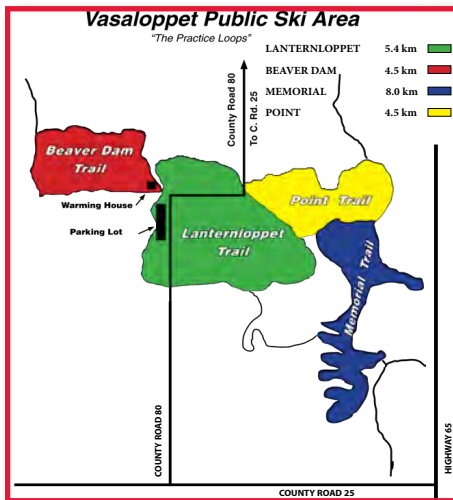 Vasaloppet Public Ski Area
"The Practice Loops"
LANTERNLOPPET 5.4 km
BEAVER DAM 4.5 km
MEMORIAL 8.0 km
POINT 4.5 km
County Road 80
To C. Rd. 25
Beaver Dam
Trail
Warming House
Parking Lot
Point Trail
Lanternloppet
Trail
Memorial Trail
COUNTY ROAD 80
HIGHWAY 65
COUNTY ROAD 25